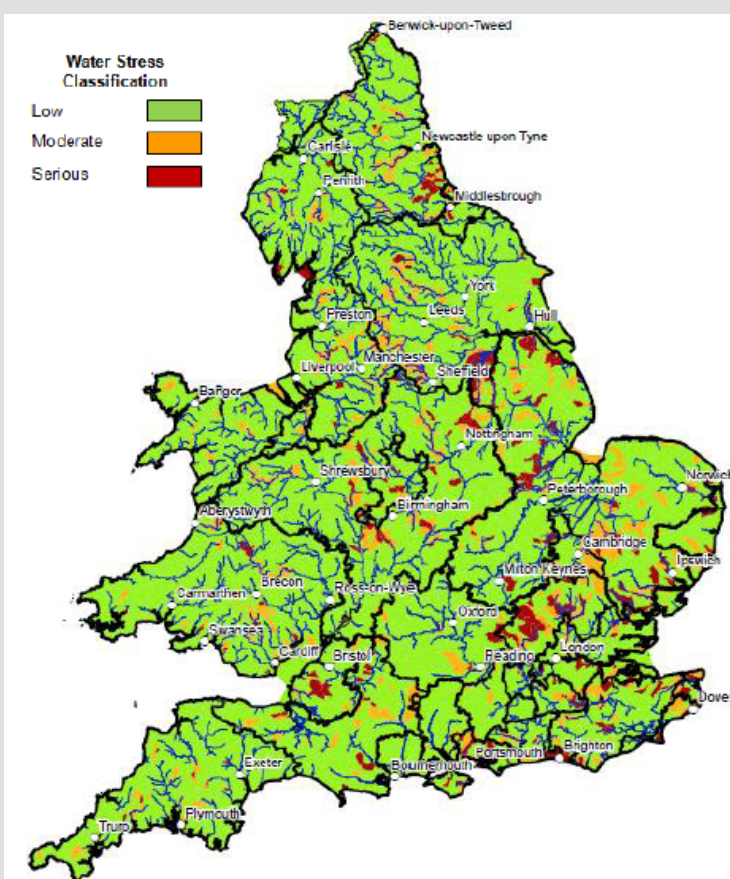 Berwick-upon-Tweed
Water Stress
Classification
Low
Moderate
Serious
Newcastle upon Tyne
Carlisle
Penrith
Middlesbrough
York
Preston
Leeds
Hull
Manchester
Liverpool
Sheffield
Bangor
Nottingham
Shrewsbury
Norwich
Peterborough
Birmingham
Aberystwyth
Cambridge
Ipswich
Milton Keynes
Brecon
Ross-on-Wye
Carmarthen
Oxford
Swansea
London
Cardiff
Bristol
Reading
Dove
Portsmouth
Brighton
Exeter
Bournemouth
Plymouth
Truro